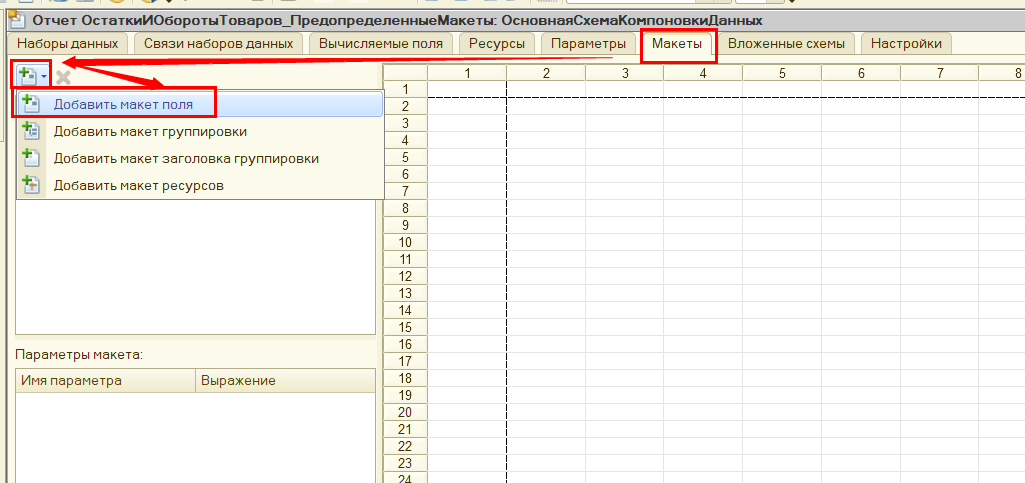 Отчет ОстаткиИОборотыТоваров_ПредопределенныеМакеты: ОсновнаяСхемаКомпоновкиДанных
Наборы данных Связи наборов данных Вычисляемые поля Ресурсы Параметры Макеты Вложенные схемы Настройки
1 2 3 4 5 6 7 8
Добавить макет поля
Добавить макет группировки
Добавить макет заголовка группировки
Добавить макет ресурсов
1
2
3
4
5
6
7
8
9
10
11
12
13
14
15
16
17
18
19
20
21
22
23
24
Параметры макета:
Имя параметра Выражение